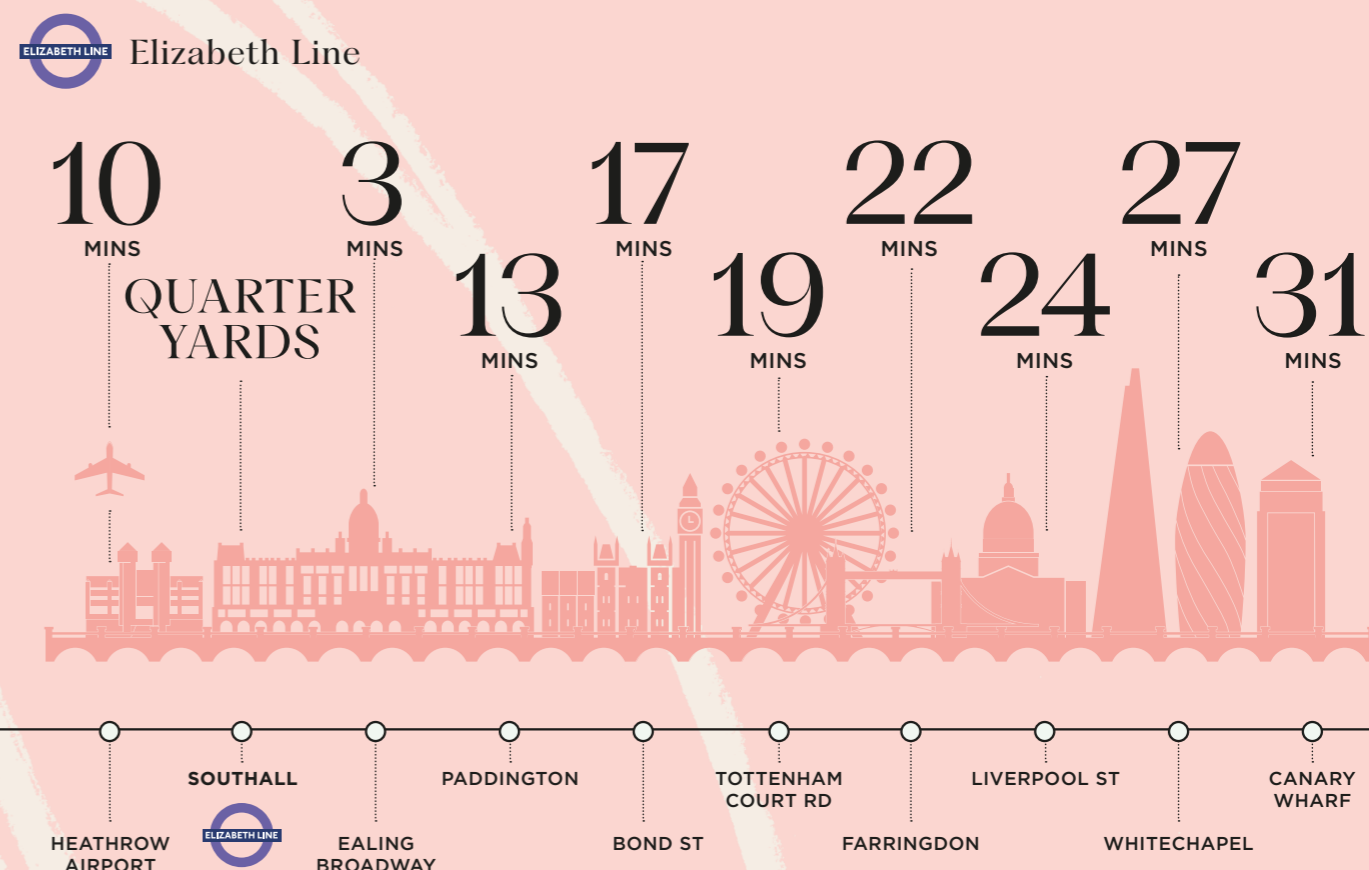 ELIZABETH LINE
Elizabeth Line
10
MINS
3
MINS
17
MINS
22
MINS
27
MINS
QUARTER
YARDS
13
MINS
19
MINS
24
MINS
31
MINS
SOUTHALL
PADDINGTON
TOTTENHAM
COURT RD
LIVERPOOL ST
CANARY
WHARF
ELIZABETH LINE
HEATHROW
AIRPORT
EALING
BROADWAY
BOND ST
FARRINGDON
WHITECHAPEL